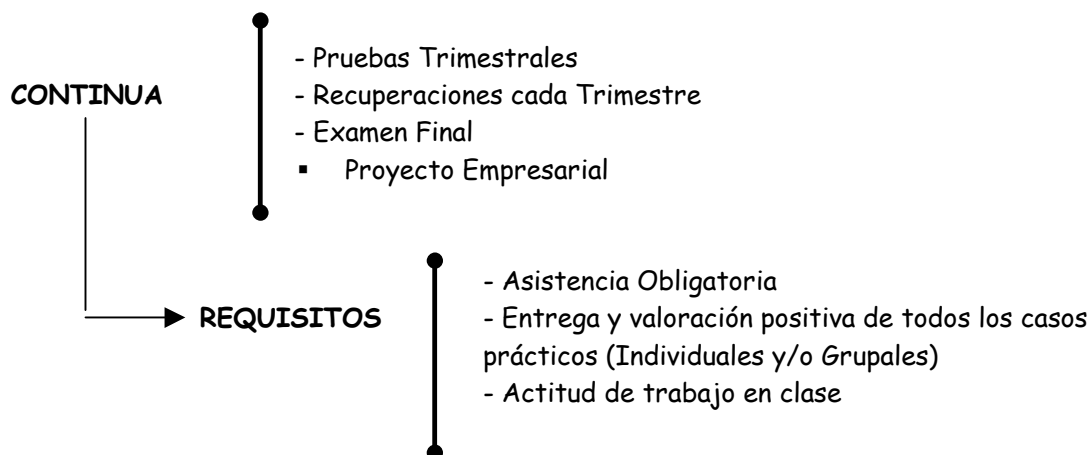 CONTINUA
- Pruebas Trimestrales
- Recuperaciones cada Trimestre
- Examen Final
▪ Proyecto Empresarial
REQUISITOS
- Asistencia Obligatoria
- Entrega y valoración positiva de todos los casos
prácticos (Individuales y/o Grupales)
- Actitud de trabajo en clase